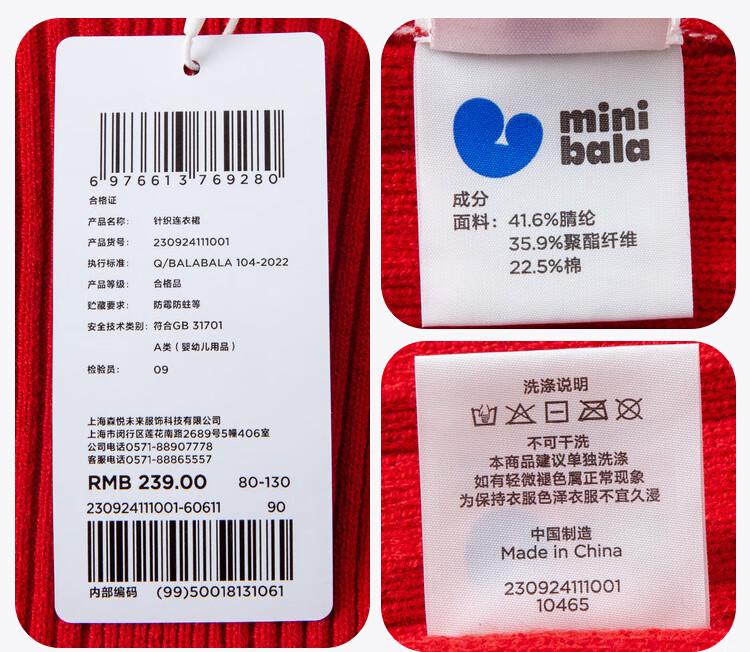 6 976613 769280
合格证
产品名称： 针织连衣裙
产品货号： 230924111001
执行标准： Q/BALABALA 104-2022
产品等级： 合格品
贮藏要求： 防霉防蛀等
安全技术类别： 符合GB 31701
A类（婴幼儿用品）
检验员： 09
上海森悦未来服饰科技有限公司
上海市闵行区莲花南路2689号5幢406室
公司电话0571-88907778
客服电话0571-88865557
RMB 239.00 80-130
230924111001-60611 90
内部编码 (99)50018131061
mini
bala
成分
面料：41.6%腈纶
35.9%聚酯纤维
22.5%棉
洗涤说明
不可干洗
本商品建议单独洗涤
如有轻微褪色属正常现象
为保持衣服色泽衣服不宜久浸
中国制造
Made in China
230924111001
10465